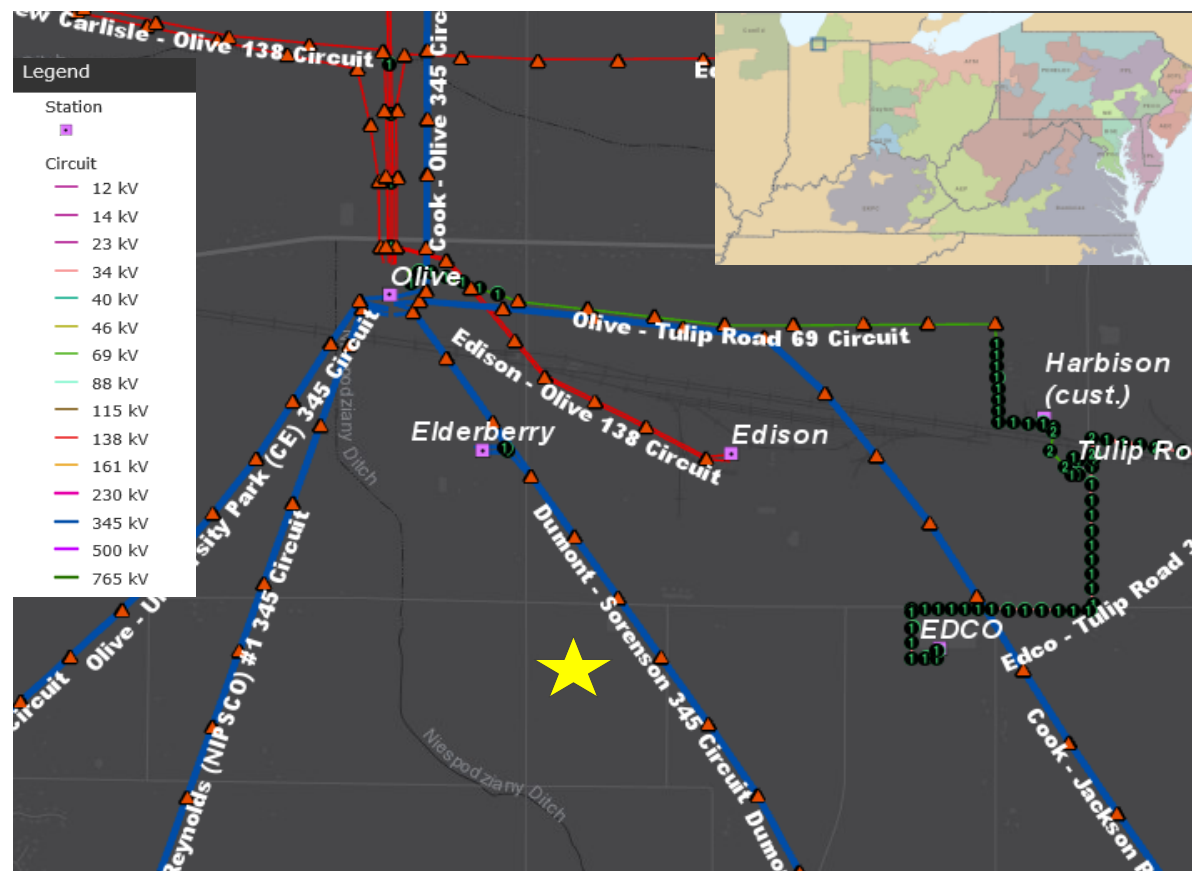 ew Carlisle - Olive 138 Circuit
Legend
Station
Circuit
12 kV
14 kV
23 kV
34 kV
40 kV
46 kV
69 kV
88 kV
115 kV
138 kV
161 kV
230 kV
345 kV
500 kV
765 kV
Cook - Olive 345 Circ
Olive
Olive - Tulip Road 69 Circuit
Edison - Olive 138 Circuit
Harbison
(cust.)
Elderberry
Edison
Tulip Ro
Niespodziany Ditch
sity Park (CE) 345 Circuit
Olive - U
Circuit
Reynolds (NIPSCO) #1 345 Circuit
Dumont - Sorenson 345 Circuit
Dumo
EDCO
Edco - Tulip Road 3
Cook - Jackson R
Niespodziany Ditch